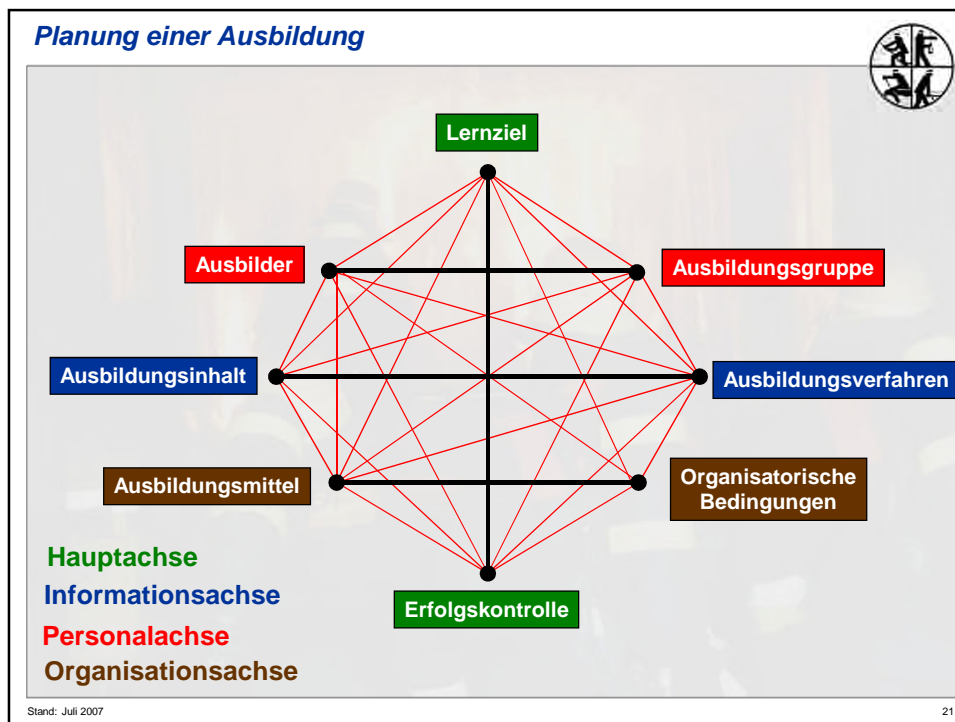 Planung einer Ausbildung
Lernziel
Ausbilder
Ausbildungsgruppe
Ausbildungsinhalt
Ausbildungsverfahren
Ausbildungsmittel
Organisatorische
Bedingungen
Erfolgskontrolle
Hauptachse
Informationsachse
Personalachse
Organisationsachse
Stand: Juli 2007
21